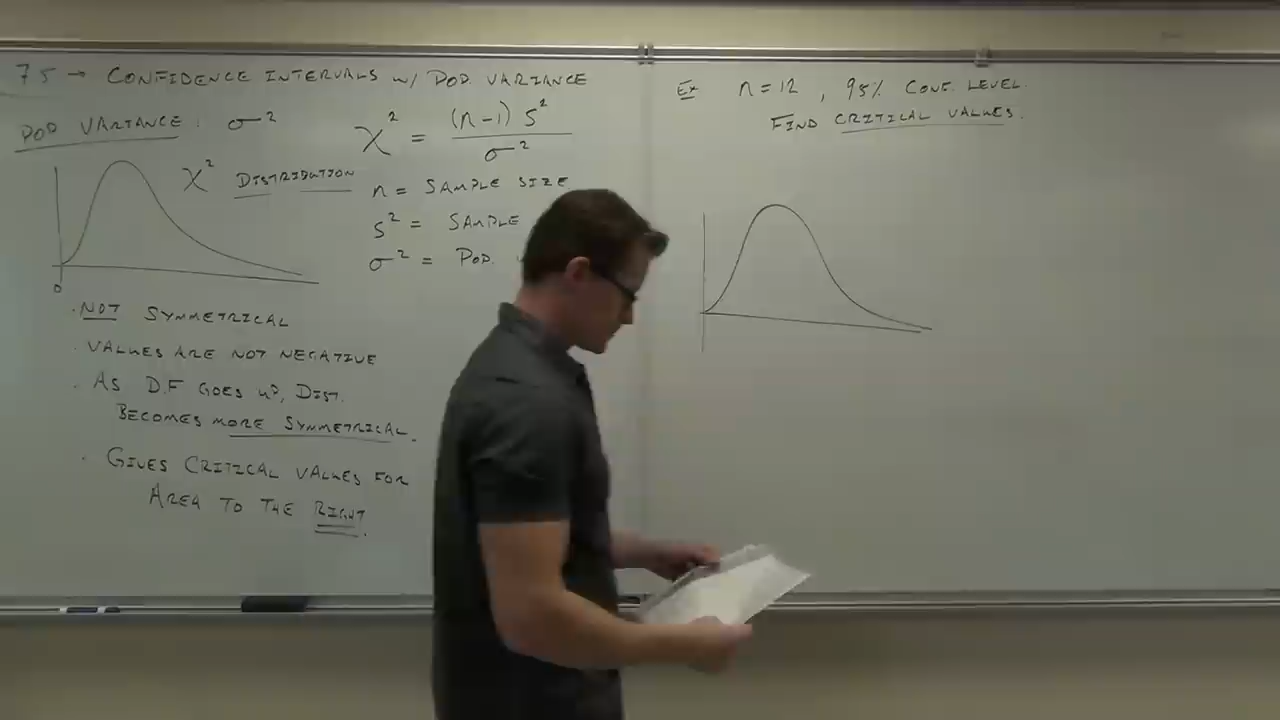 7.5 → CONFIDENCE INTERVALS W/ POP. VARIANCE
POP VARIANCE: σ²
χ² = (n-1) S² / σ²
χ² DISTRIBUTION
0
n = SAMPLE SIZE
S² = SAMPLE
σ² = POP.
· NOT SYMMETRICAL
· VALUES ARE NOT NEGATIVE
· AS D.F GOES UP, DIST.
BECOMES MORE SYMMETRICAL.
· GIVES CRITICAL VALUES FOR
AREA TO THE RIGHT.
Ex n=12, 95% CONF. LEVEL.
FIND CRITICAL VALUES.